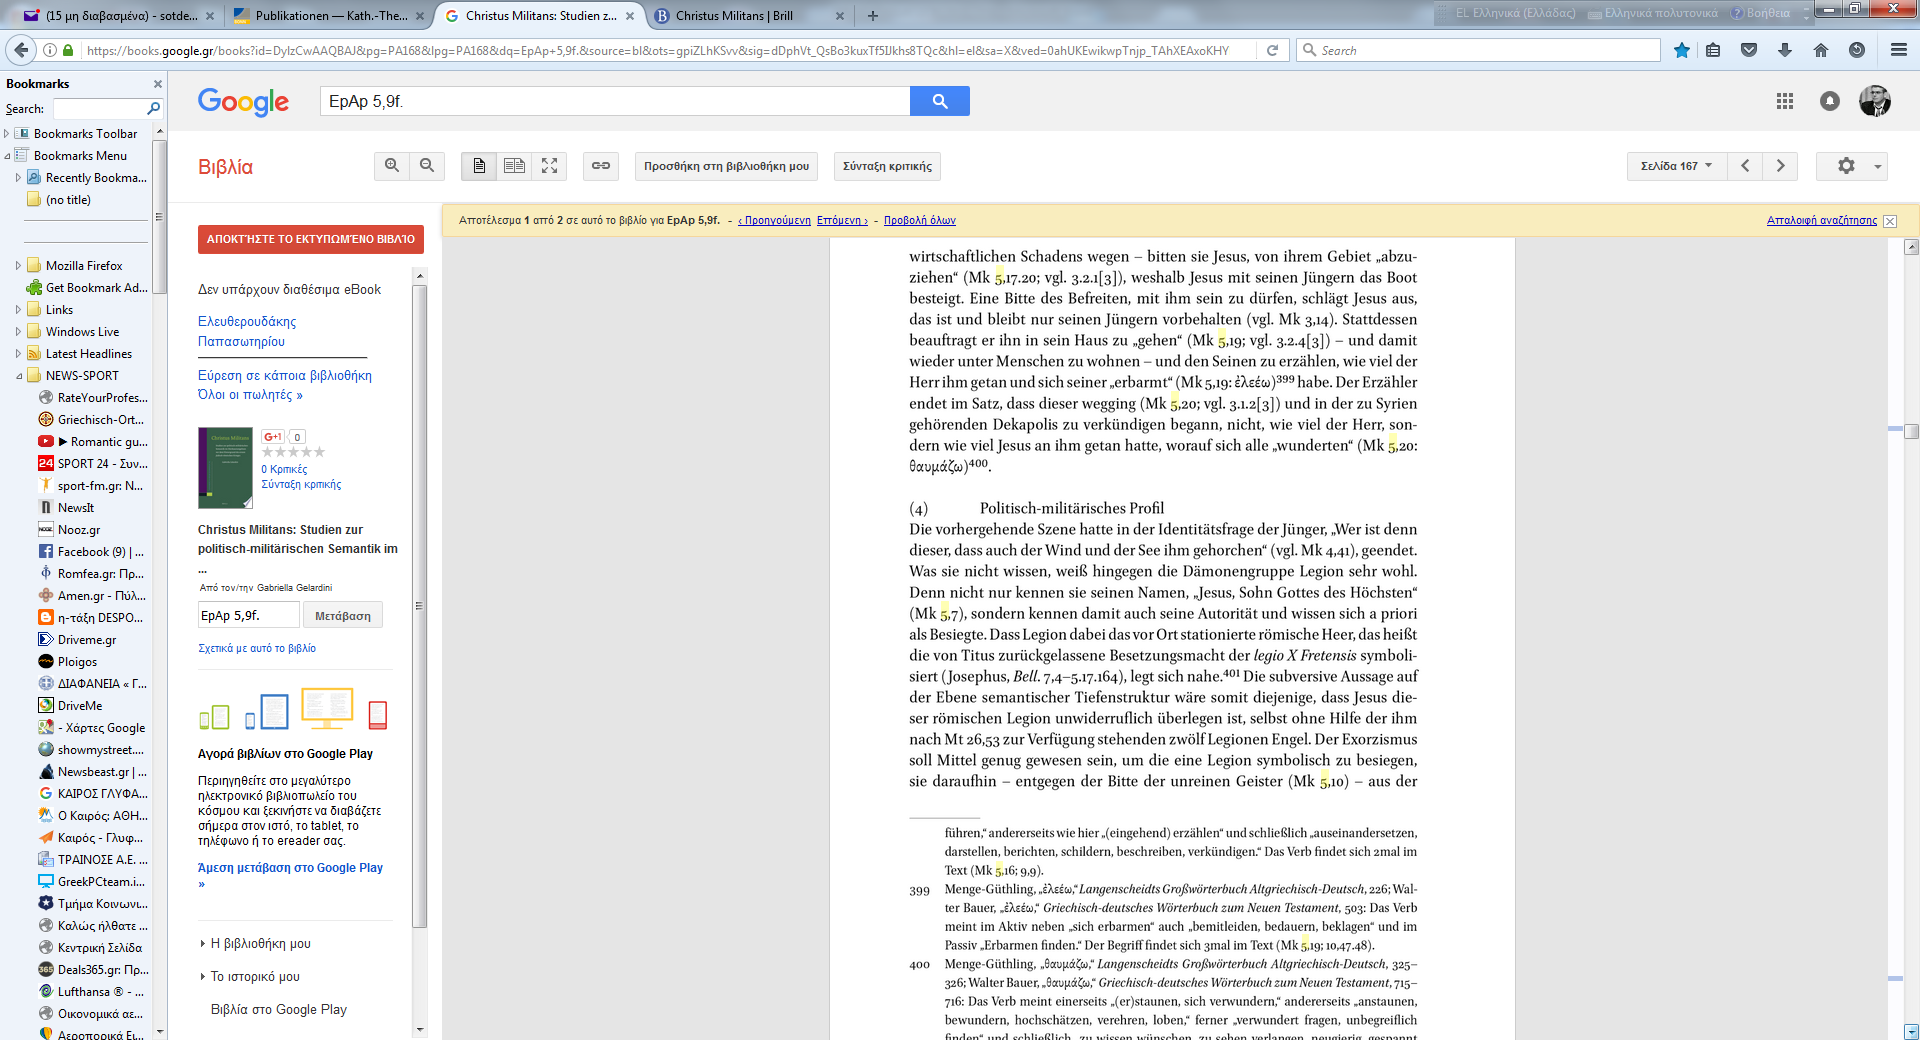 (15 μη διαβασμένα) - sotde...
Publikationen — Kath.-The...
Christus Militans: Studien z...
Christus Militans | Brill
EL Ελληνικά (Ελλάδας)
Ελληνικά πολυτονικά
Βοήθεια
https://books.google.gr/books?id=DylzCwAAQBAJ&pg=PA168&lpg=PA168&dq=EpAp+5,9f.&source=bl&ots=gpiZLhKSvv&sig=dDphVt_QsBo3kuxTf5IJkhs8TQc&hl=el&sa=X&ved=0ahUKEwikwpTnjp_TAhXEAxoKHY
Search
Bookmarks
Search:
Bookmarks Toolbar
Bookmarks Menu
Recently Bookma...
(no title)
Mozilla Firefox
Get Bookmark Ad...
Links
Windows Live
Latest Headlines
NEWS-SPORT
RateYourProfes...
Griechisch-Ort...
▶ Romantic gu...
SPORT 24 - Συν...
sport-fm.gr: Ν...
NewsIt
Nooz.gr
Facebook (9) | ...
Romfea.gr: Πρ...
Amen.gr - Πύλ...
η-τάξη DESPO...
Driveme.gr
Ploigos
ΔΙΑΦΑΝΕΙΑ « Γ...
DriveMe
- Χάρτες Google
showmystreet....
Newsbeast.gr | ...
ΚΑΙΡΟΣ ΓΛΥΦΑ...
Ο Καιρός: ΑΘΗ...
Καιρός - Γλυφ...
ΤΡΑΙΝΟΣΕ Α.Ε. ...
GreekPCteam.i...
Τμήμα Κοινωνι...
Καλώς ήλθατε ...
Κεντρική Σελίδα
Deals365.gr: Πρ...
Lufthansa ® - ...
Οικονομικά αε...
Αεροπορικά Ει...
Google
EpAp 5,9f.
Βιβλία
Προσθήκη στη βιβλιοθήκη μου
Σύνταξη κριτικής
Σελίδα 167
ΑΠΟΚΤΉΣΤΕ ΤΟ ΕΚΤΥΠΩΜΈΝΟ ΒΙΒΛΊΟ
Δεν υπάρχουν διαθέσιμα eBook
Ελευθερουδάκης
Παπασωτηρίου
Εύρεση σε κάποια βιβλιοθήκη
Όλοι οι πωλητές »
Christus Militans
G+1 0
0 Κριτικές
Σύνταξη κριτικής
Christus Militans: Studien zur
politisch-militärischen Semantik im
...
Από τον/την Gabriella Gelardini
EpAp 5,9f. Μετάβαση
Σχετικά με αυτό το βιβλίο
Αγορά βιβλίων στο Google Play
Περιηγηθείτε στο μεγαλύτερο
ηλεκτρονικό βιβλιοπωλείο του
κόσμου και ξεκινήστε να διαβάζετε
σήμερα στον ιστό, το tablet, το
τηλέφωνο ή το ereader σας.
Άμεση μετάβαση στο Google Play
»
Η βιβλιοθήκη μου
Το ιστορικό μου
Βιβλία στο Google Play
Αποτέλεσμα 1 από 2 σε αυτό το βιβλίο για EpAp 5,9f. - ‹ Προηγούμενη Επόμενη › - Προβολή όλων
Απαλοιφή αναζήτησης
wirtschaftlichen Schadens wegen – bitten sie Jesus, von ihrem Gebiet „abzu-
ziehen“ (Mk 5,17.20; vgl. 3.2.1[3]), weshalb Jesus mit seinen Jüngern das Boot
besteigt. Eine Bitte des Befreiten, mit ihm sein zu dürfen, schlägt Jesus aus,
das ist und bleibt nur seinen Jüngern vorbehalten (vgl. Mk 3,14). Stattdessen
beauftragt er ihn in sein Haus zu „gehen“ (Mk 5,19; vgl. 3.2.4[3]) – und damit
wieder unter Menschen zu wohnen – und den Seinen zu erzählen, wie viel der
Herr ihm getan und sich seiner „erbarmt“ (Mk 5,19: ἐλεέω)399 habe. Der Erzähler
endet im Satz, dass dieser wegging (Mk 5,20; vgl. 3.1.2[3]) und in der zu Syrien
gehörenden Dekapolis zu verkündigen begann, nicht, wie viel der Herr, son-
dern wie viel Jesus an ihm getan hatte, worauf sich alle „wunderten“ (Mk 5,20:
θαυμάζω)400.
(4) Politisch-militärisches Profil
Die vorhergehende Szene hatte in der Identitätsfrage der Jünger, „Wer ist denn
dieser, dass auch der Wind und der See ihm gehorchen“ (vgl. Mk 4,41), geendet.
Was sie nicht wissen, weiß hingegen die Dämonengruppe Legion sehr wohl.
Denn nicht nur kennen sie seinen Namen, „Jesus, Sohn Gottes des Höchsten“
(Mk 5,7), sondern kennen damit auch seine Autorität und wissen sich a priori
als Besiegte. Dass Legion dabei das vor Ort stationierte römische Heer, das heißt
die von Titus zurückgelassene Besetzungsmacht der legio X Fretensis symboli-
siert (Josephus, Bell. 7,4–5.17.164), legt sich nahe.401 Die subversive Aussage auf
der Ebene semantischer Tiefenstruktur wäre somit diejenige, dass Jesus die-
ser römischen Legion unwiderruflich überlegen ist, selbst ohne Hilfe der ihm
nach Mt 26,53 zur Verfügung stehenden zwölf Legionen Engel. Der Exorzismus
soll Mittel genug gewesen sein, um die eine Legion symbolisch zu besiegen,
sie daraufhin – entgegen der Bitte der unreinen Geister (Mk 5,10) – aus der
führen,“ andererseits wie hier „(eingehend) erzählen“ und schließlich „auseinandersetzen,
darstellen, berichten, schildern, beschreiben, verkündigen.“ Das Verb findet sich 2mal im
Text (Mk 5,16; 9,9).
399 Menge-Güthling, „ἐλεέω,“ Langenscheidts Großwörterbuch Altgriechisch-Deutsch, 226; Wal-
ter Bauer, „ἐλεέω,“ Griechisch-deutsches Wörterbuch zum Neuen Testament, 503: Das Verb
meint im Aktiv neben „sich erbarmen“ auch „bemitleiden, bedauern, beklagen“ und im
Passiv „Erbarmen finden.“ Der Begriff findet sich 3mal im Text (Mk 5,19; 10,47.48).
400 Menge-Güthling, „θαυμάζω,“ Langenscheidts Großwörterbuch Altgriechisch-Deutsch, 325–
326; Walter Bauer, „θαυμάζω,“ Griechisch-deutsches Wörterbuch zum Neuen Testament, 715–
716: Das Verb meint einerseits „(er)staunen, sich verwundern,“ andererseits „anstaunen,
bewundern, hochschätzen, verehren, loben,“ ferner „verwundert fragen, unbegreiflich
finden“ und schließlich „zu wissen wünschen, zu sehen verlangen, neugierig, gespannt